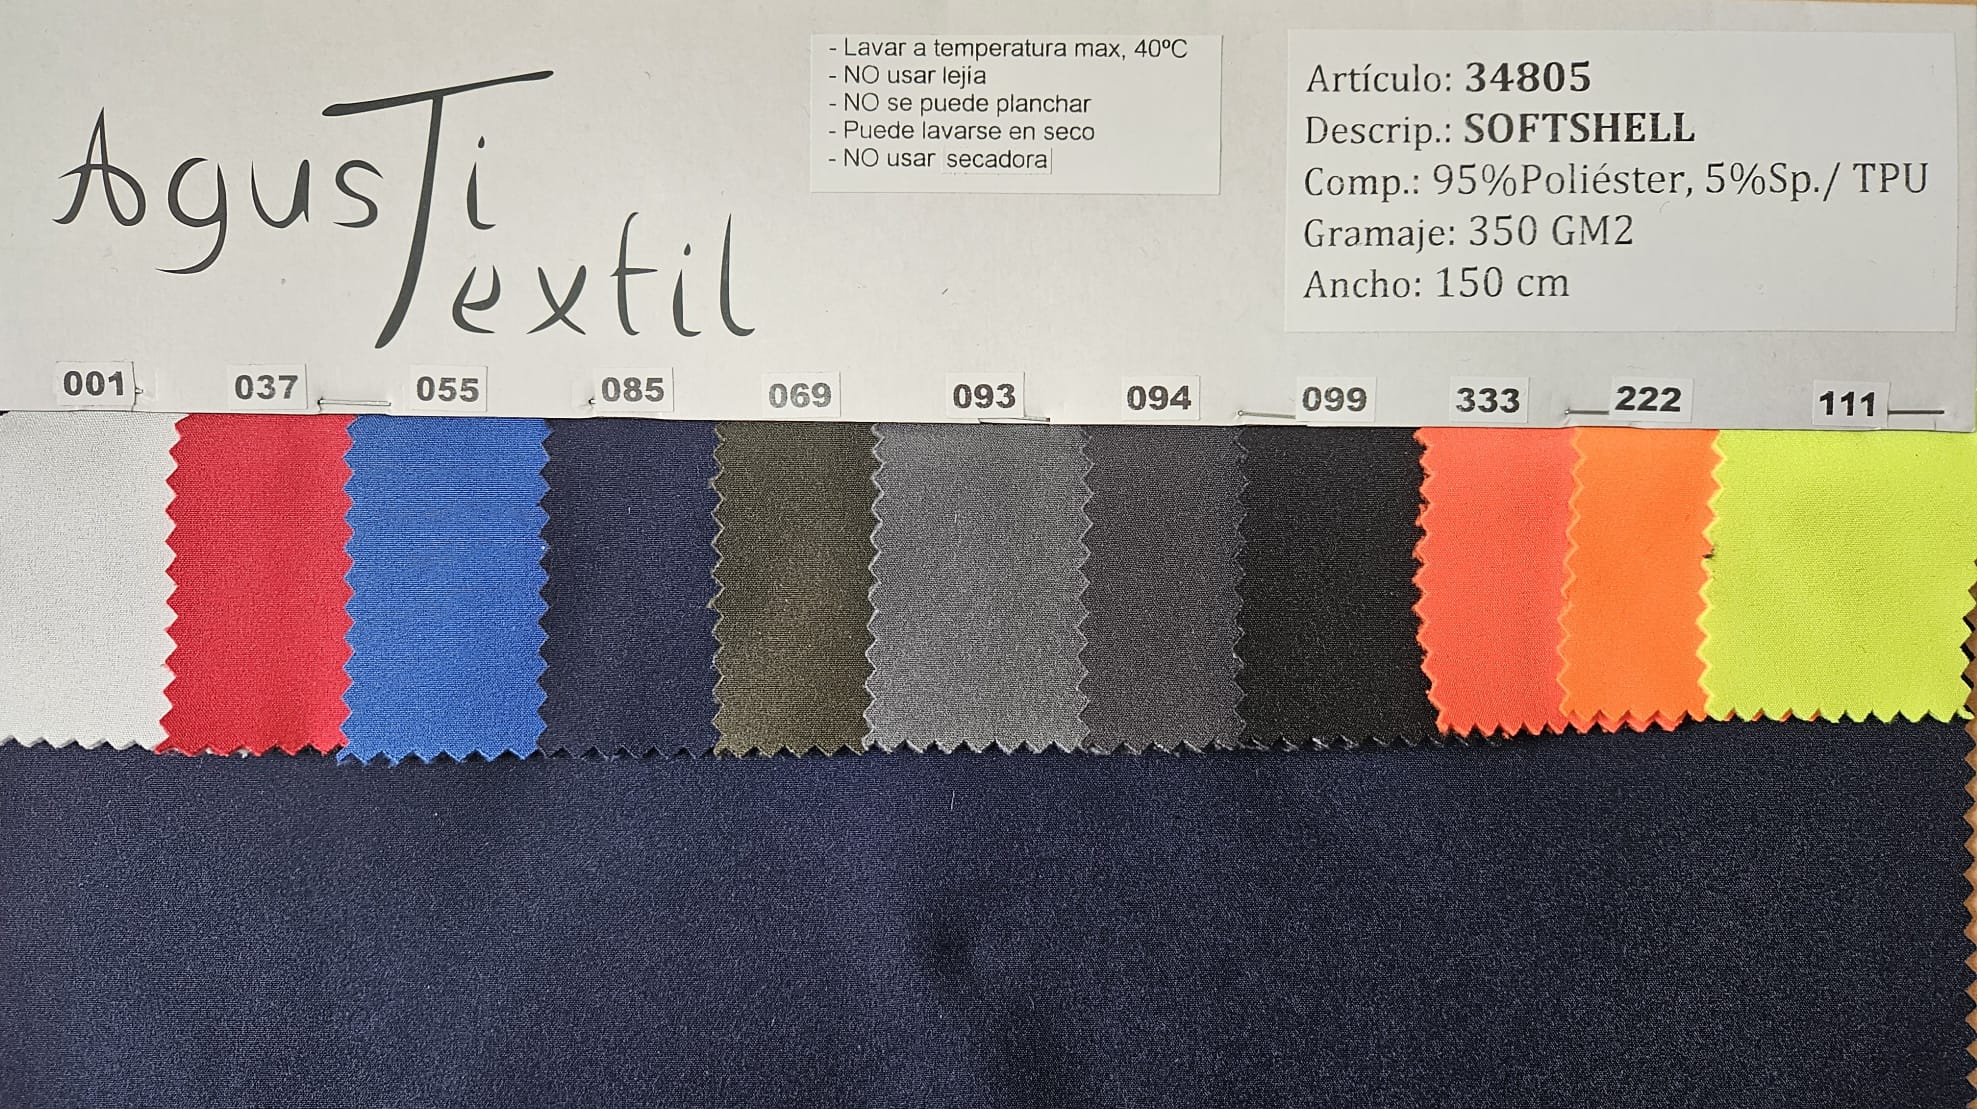 AgusTi
Textil
- Lavar a temperatura max, 40ºC
- NO usar lejía
- NO se puede planchar
- Puede lavarse en seco
- NO usar secadora
Artículo: 34805
Descrip.: SOFTSHELL
Comp.: 95%Poliéster, 5%Sp./ TPU
Gramaje: 350 GM2
Ancho: 150 cm
001 037 055 085 069 093 094 099 333 222 111